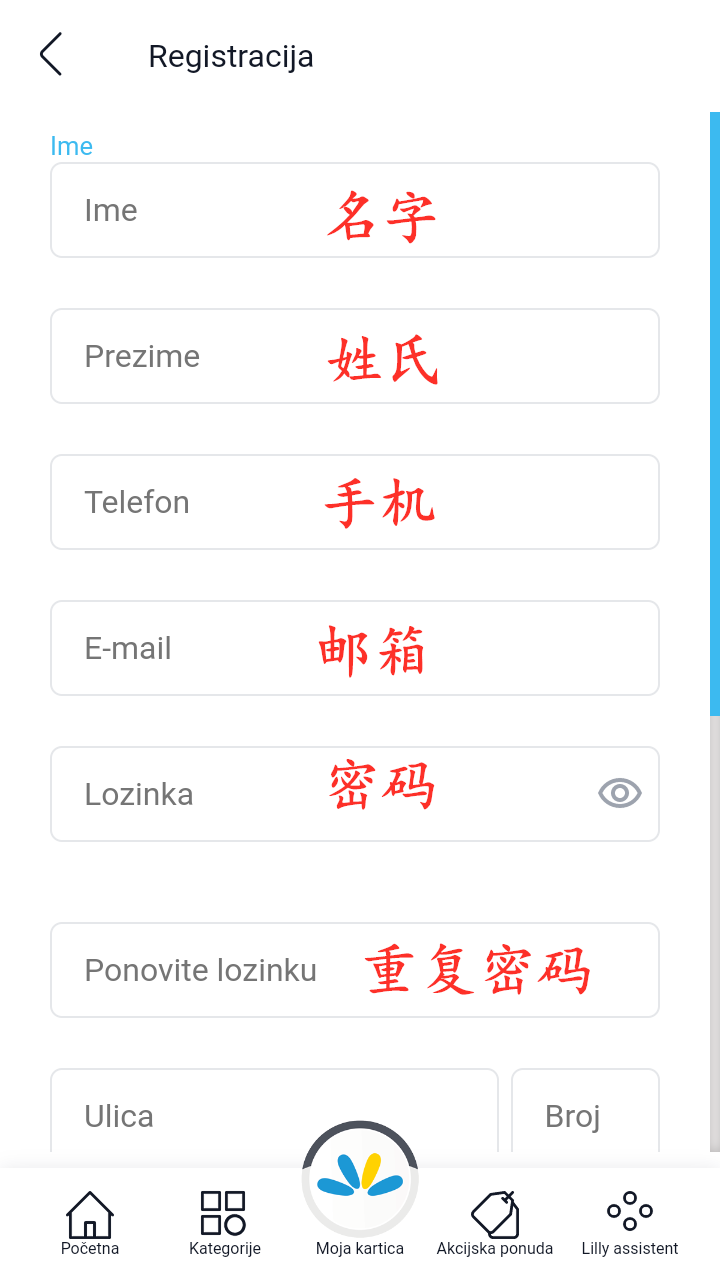 Registracija
Ime
Ime 名字
Prezime 姓氏
Telefon 手机
E-mail 邮箱
Lozinka 密码
Ponovite lozinku 重复密码
Ulica Broj
Početna Kategorije Moja kartica Akcijska ponuda Lilly assistent